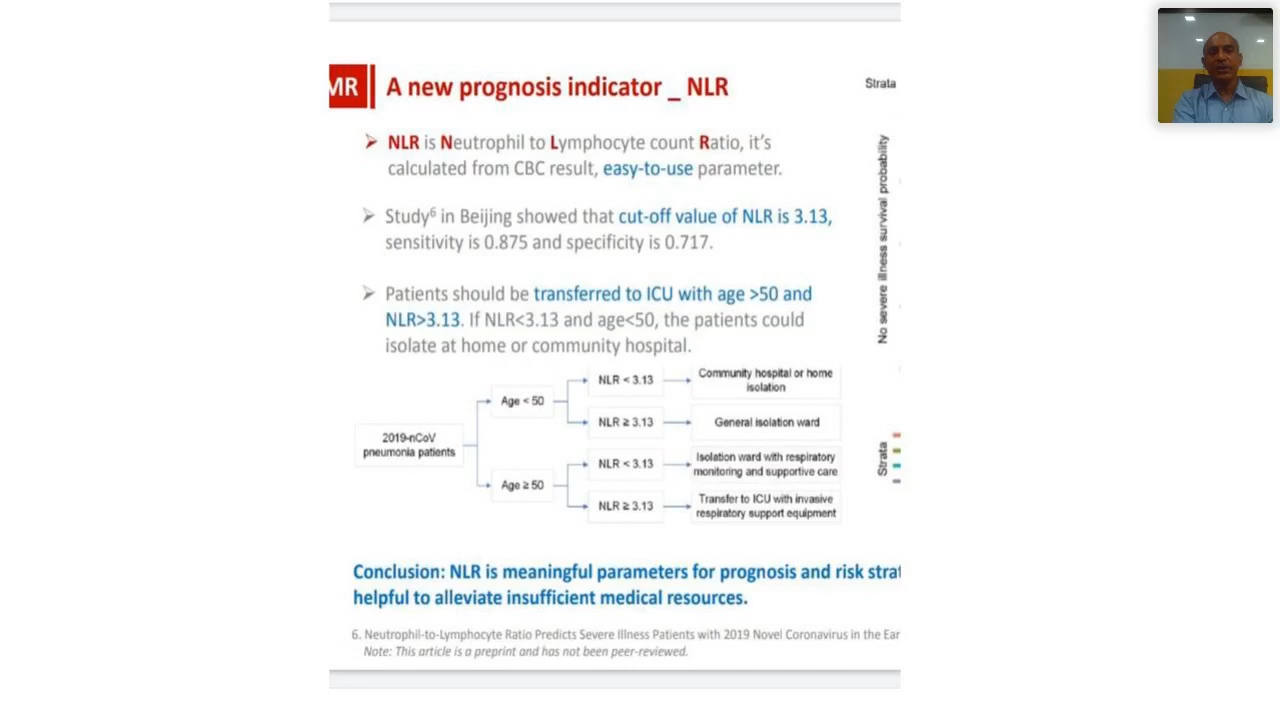 MR
A new prognosis indicator _ NLR
NLR is Neutrophil to Lymphocyte count Ratio, it's
calculated from CBC result, easy-to-use parameter.
Study6 in Beijing showed that cut-off value of NLR is 3.13,
sensitivity is 0.875 and specificity is 0.717.
Patients should be transferred to ICU with age >50 and
NLR>3.13. If NLR<3.13 and age<50, the patients could
isolate at home or community hospital.
2019-nCoV
pneumonia patients
Age < 50
Age ≥ 50
NLR < 3.13
NLR ≥ 3.13
NLR < 3.13
NLR ≥ 3.13
Community hospital or home
isolation
General isolation ward
Isolation ward with respiratory
monitoring and supportive care
Transfer to ICU with invasive
respiratory support equipment
Strata
No severe illness survival probability
Strata
Conclusion: NLR is meaningful parameters for prognosis and risk strat
helpful to alleviate insufficient medical resources.
6. Neutrophil-to-Lymphocyte Ratio Predicts Severe Illness Patients with 2019 Novel Coronavirus in the Ear
Note: This article is a preprint and has not been peer-reviewed.